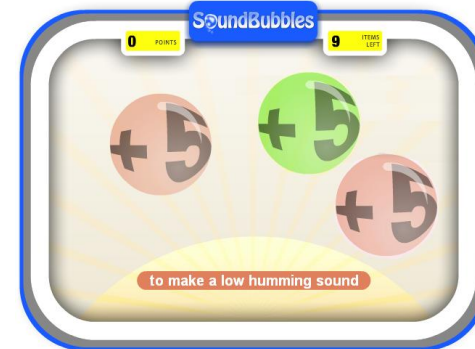 SoundBubbles
0 POINTS
9 ITEMS
LEFT
+5
+5
+5
to make a low humming sound